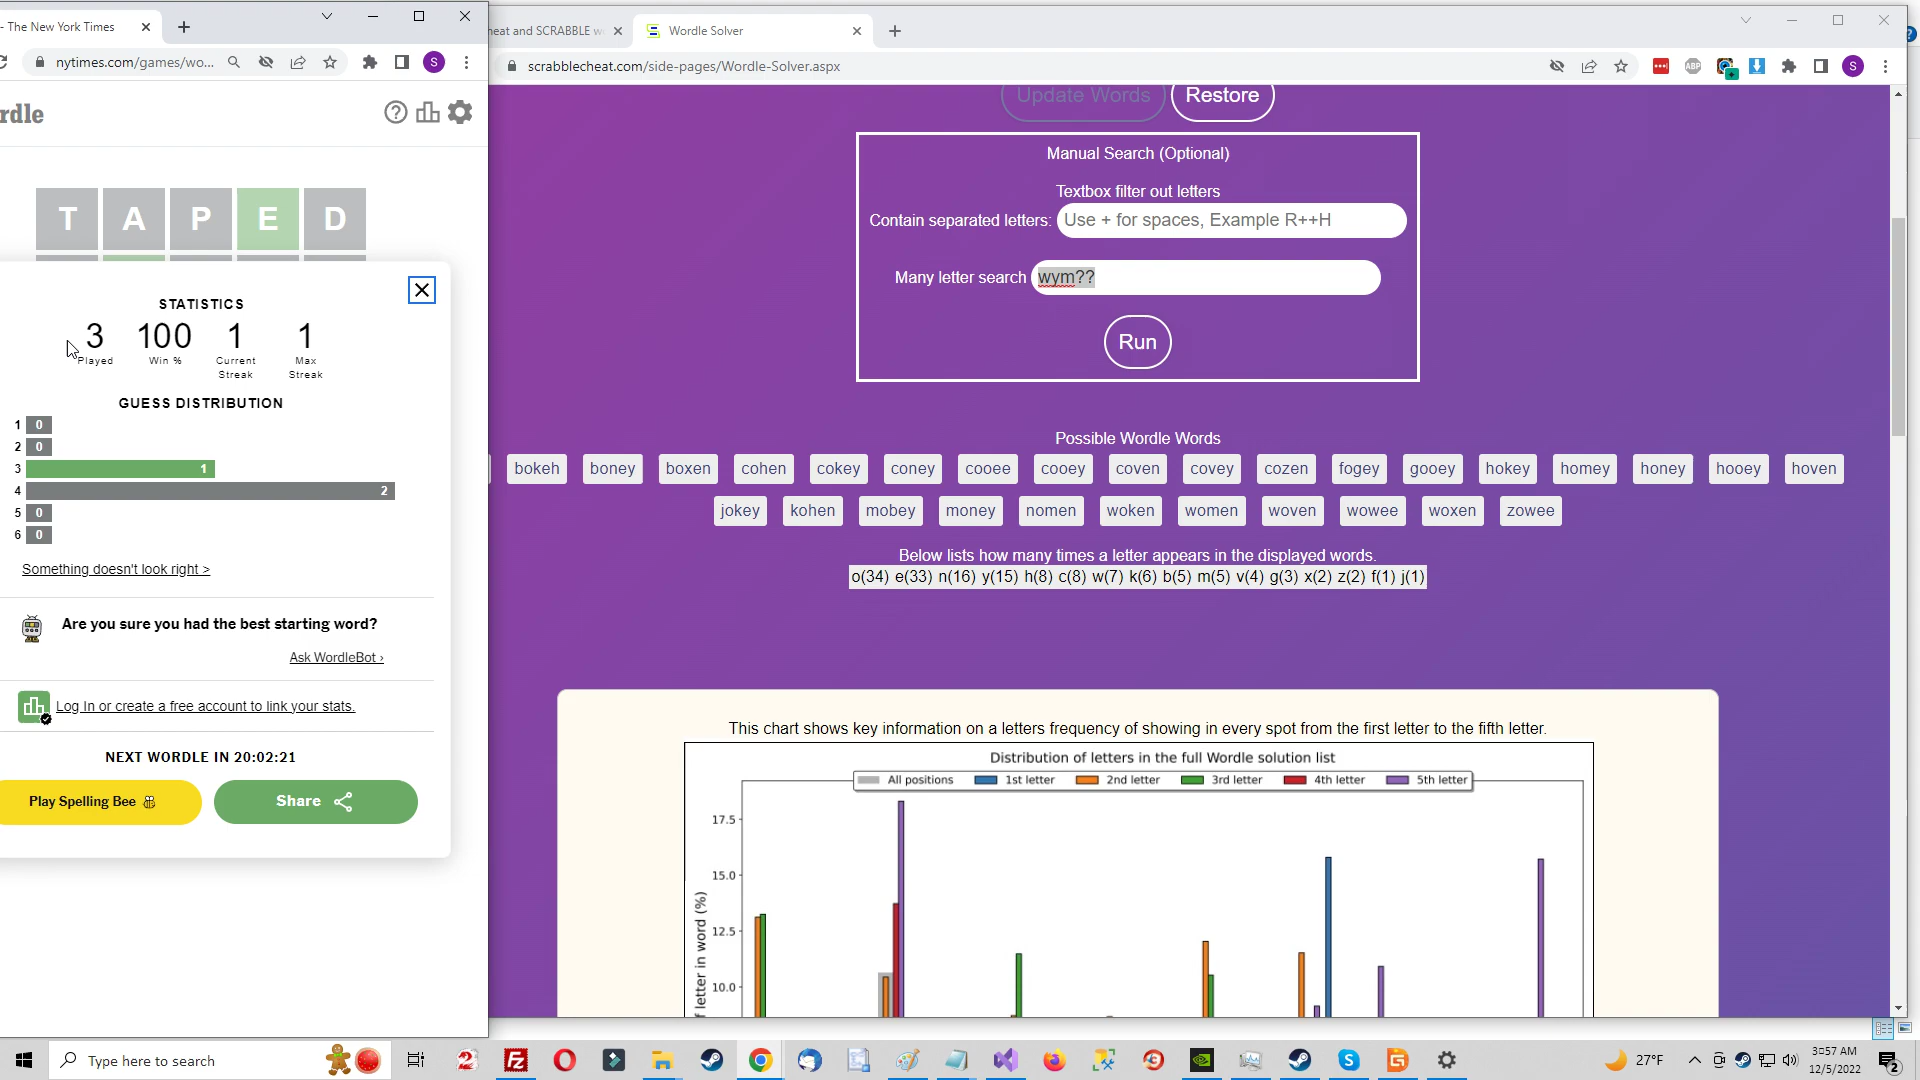 - The New York Times
heat and SCRABBLE w
Wordle Solver
nytimes.com/games/wo...
S
scrabblecheat.com/side-pages/Wordle-Solver.aspx
ABP
S
rdle
Update Words
Restore
Manual Search (Optional)
Textbox filter out letters
Contain separated letters:
Use + for spaces, Example R++H
Many letter search
wym??
Run
T A P E D
STATISTICS
3
Played
100
Win %
1
Current
Streak
1
Max
Streak
GUESS DISTRIBUTION
1 0
2 0
3 1
4 2
5 0
6 0
Something doesn't look right >
Are you sure you had the best starting word?
Ask WordleBot ›
Log In or create a free account to link your stats.
NEXT WORDLE IN 20:02:21
Play Spelling Bee
Share
Possible Wordle Words
bokeh boney boxen cohen cokey coney cooee cooey coven covey cozen fogey gooey hokey homey honey hooey hoven
jokey kohen mobey money nomen woken women woven wowee woxen zowee
Below lists how many times a letter appears in the displayed words.
o(34) e(33) n(16) y(15) h(8) c(8) w(7) k(6) b(5) m(5) v(4) g(3) x(2) z(2) f(1) j(1)
This chart shows key information on a letters frequency of showing in every spot from the first letter to the fifth letter.
Distribution of letters in the full Wordle solution list
All positions 1st letter 2nd letter 3rd letter 4th letter 5th letter
17.5
15.0
12.5
10.0
f letter in word (%)
Type here to search
27°F
3:57 AM
12/5/2022
2